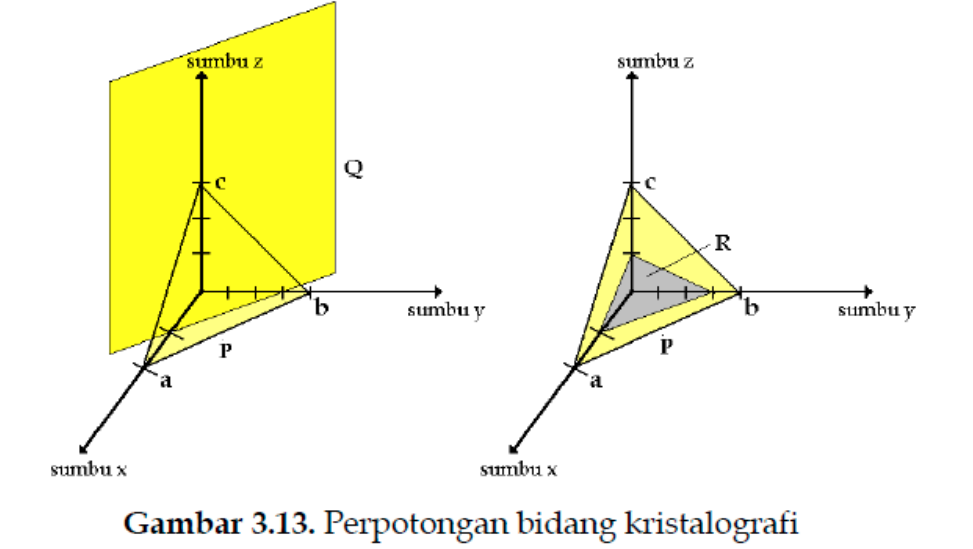 sumbu z
c
Q
b
sumbu y
P
a
sumbu x
sumbu z
c
R
b
sumbu y
p
a
sumbu x
Gambar 3.13. Perpotongan bidang kristalografi